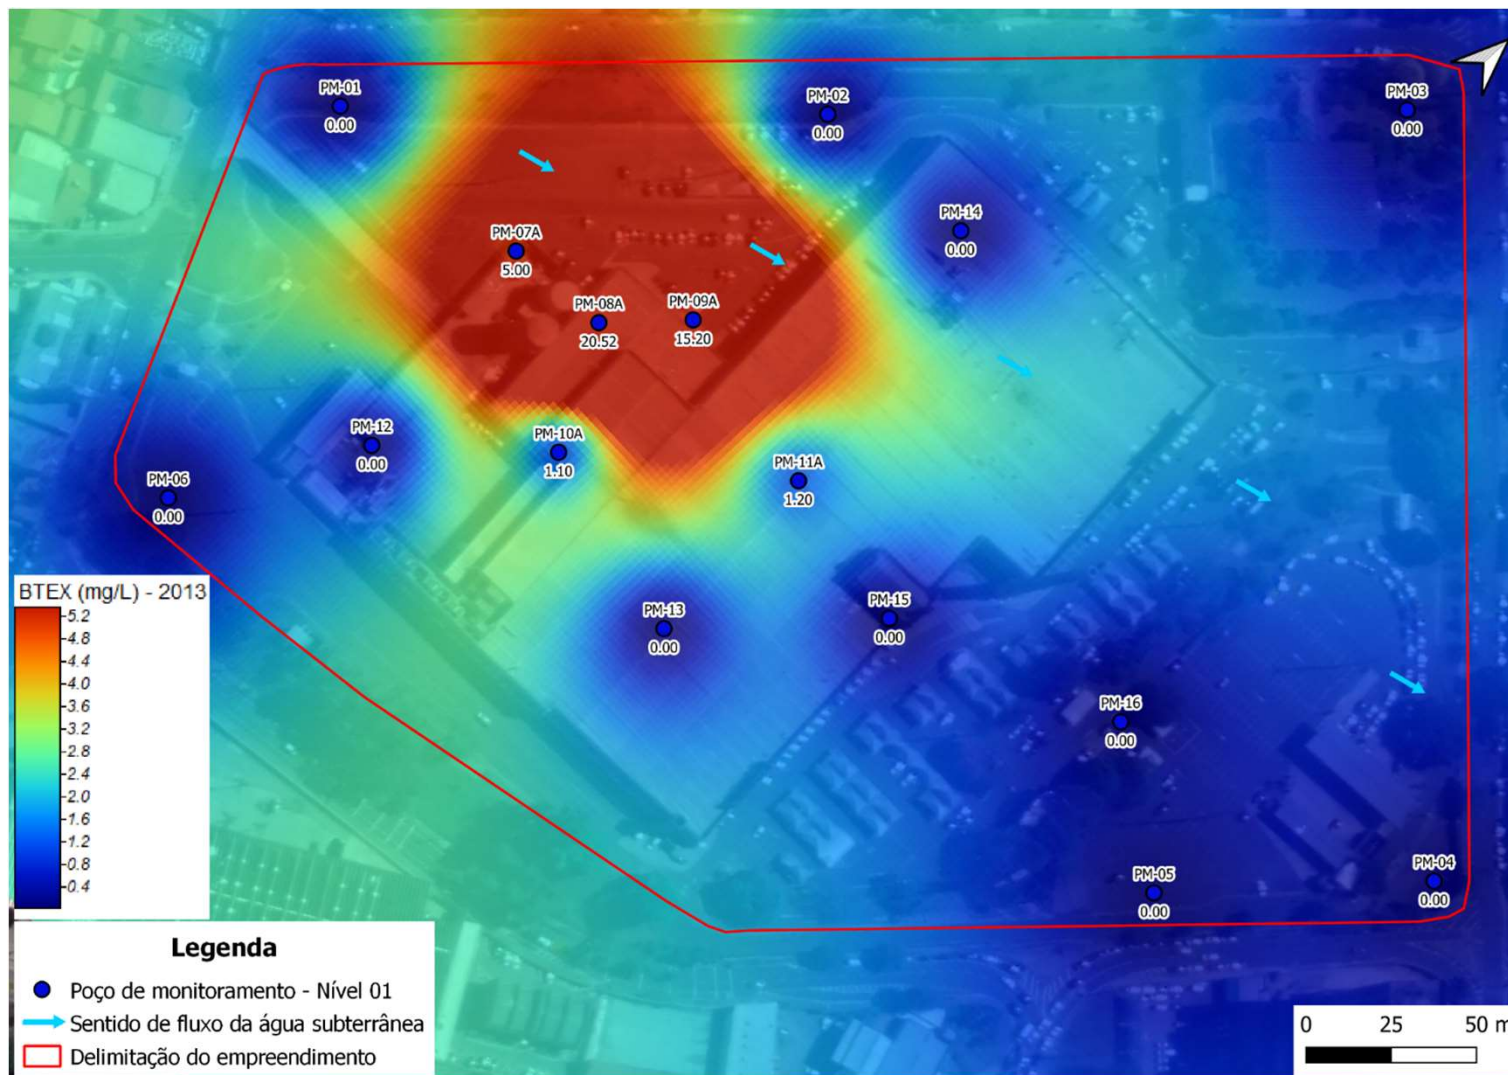 PM-01
0.00
PM-02
0.00
PM-03
0.00
PM-14
0.00
PM-07A
5.00
PM-08A
20.52
PM-09A
15.20
PM-12
0.00
PM-10A
1.10
PM-11A
1.20
PM-06
0.00
PM-13
0.00
PM-15
0.00
PM-16
0.00
PM-05
0.00
PM-04
0.00
BTEX (mg/L) - 2013
5.2
4.8
4.4
4.0
3.6
3.2
2.8
2.4
2.0
1.6
1.2
0.8
0.4
Legenda
Poço de monitoramento - Nível 01
Sentido de fluxo da água subterrânea
Delimitação do empreendimento
0 25 50 m